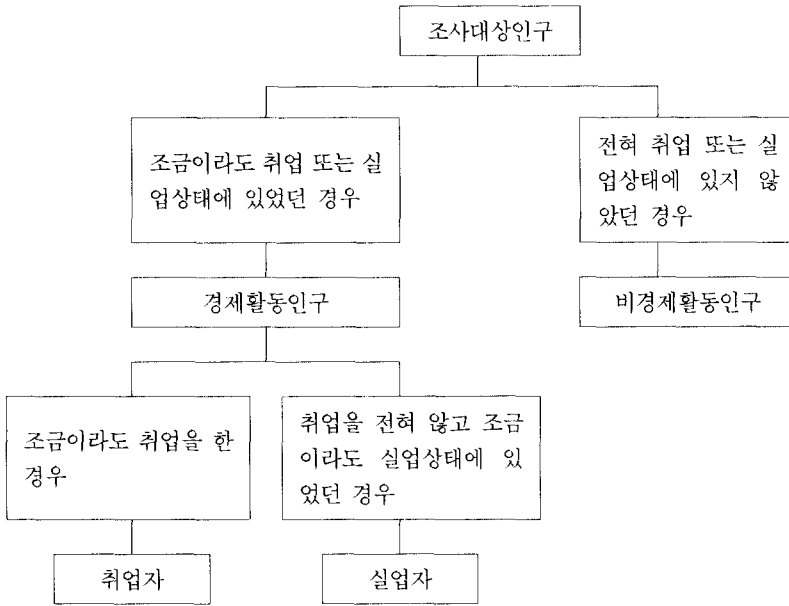 조사대상인구
조금이라도 취업 또는 실
업상태에 있었던 경우
전혀 취업 또는 실
업상태에 있지 않
았던 경우
경제활동인구
비경제활동인구
조금이라도 취업을 한
경우
취업을 전혀 않고 조금
이라도 실업상태에 있
었던 경우
취업자
실업자